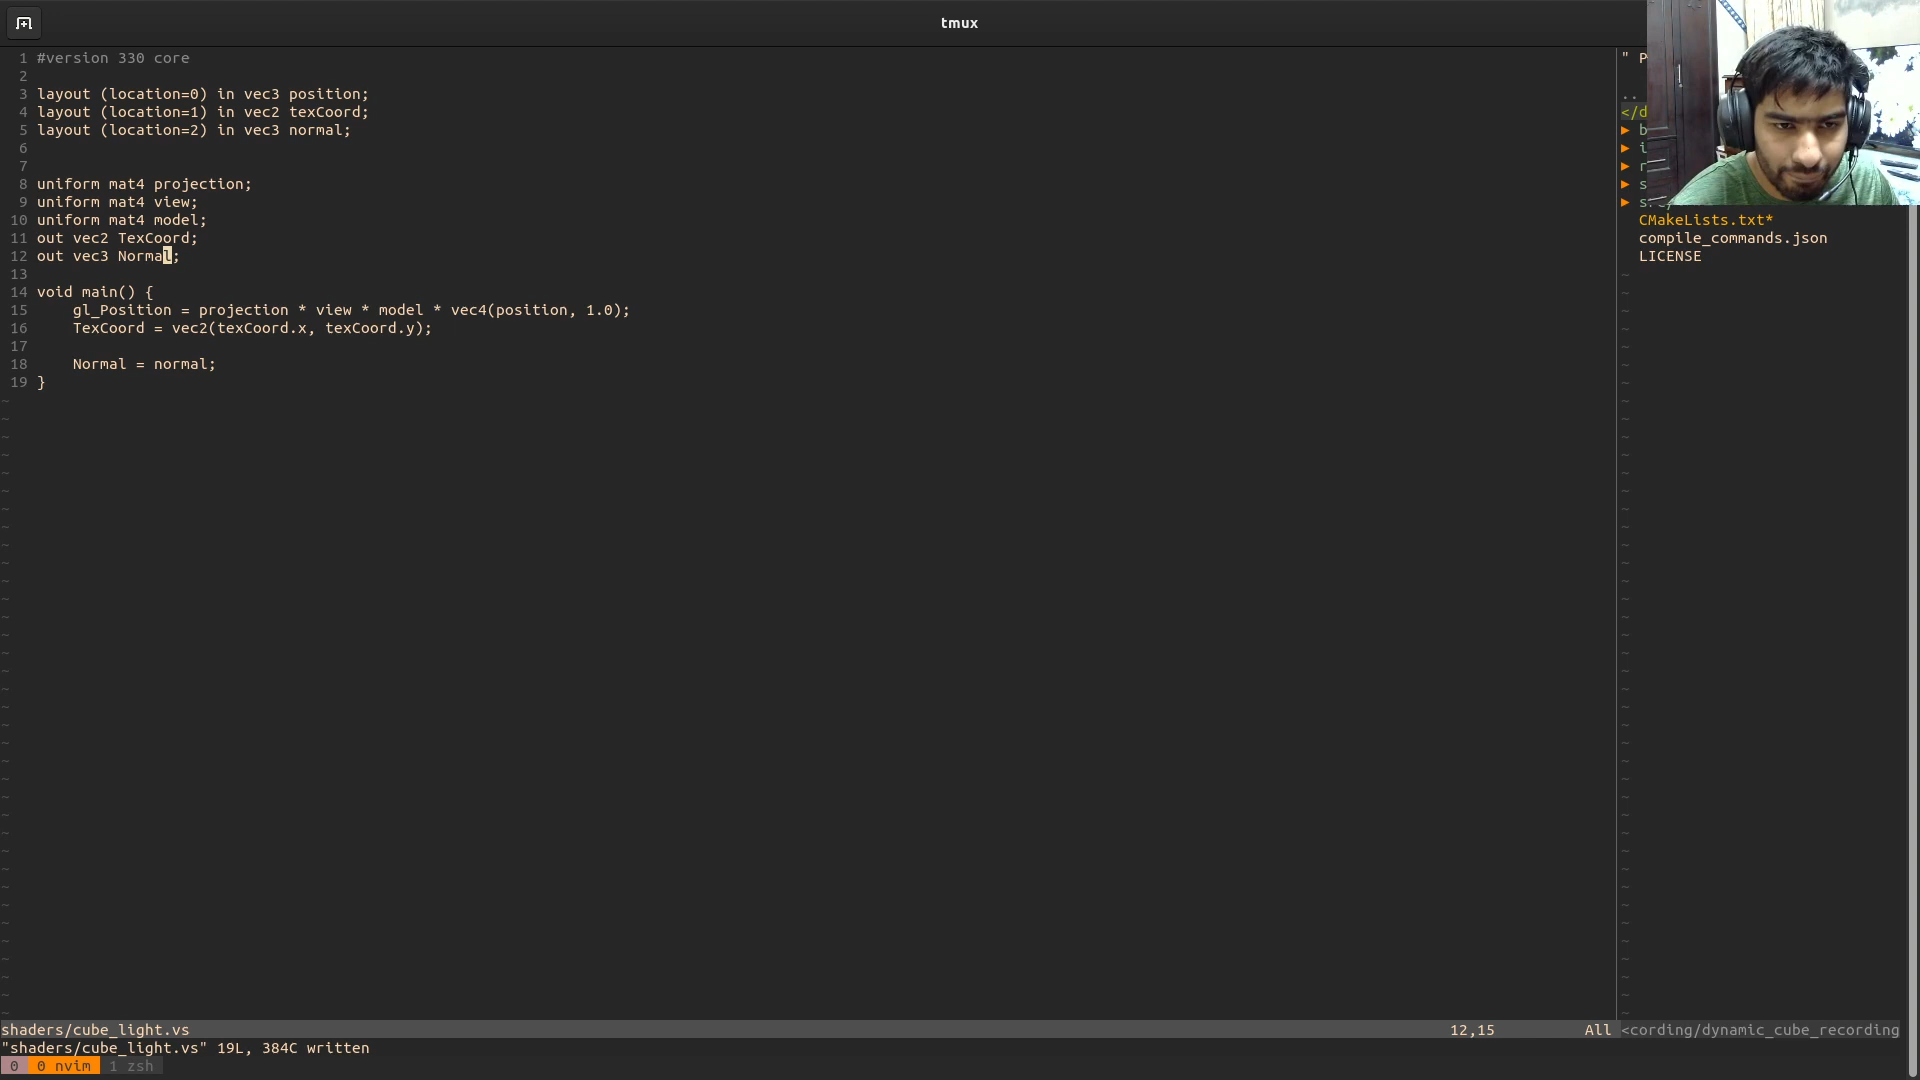 tmux
1 #version 330 core
2
3 layout (location=0) in vec3 position;
4 layout (location=1) in vec2 texCoord;
5 layout (location=2) in vec3 normal;
6
7
8 uniform mat4 projection;
9 uniform mat4 view;
10 uniform mat4 model;
11 out vec2 TexCoord;
12 out vec3 Normal;
13
14 void main() {
15     gl_Position = projection * view * model * vec4(position, 1.0);
16     TexCoord = vec2(texCoord.x, texCoord.y);
17
18     Normal = normal;
19 }
" P
..
</d
▶ b
▶ i
▶ r
▶ s
▶
CMakeLists.txt*
compile_commands.json
LICENSE
shaders/cube_light.vs 12,15 All <cording/dynamic_cube_recording
"shaders/cube_light.vs" 19L, 384C written
0 0 nvim 1 zsh